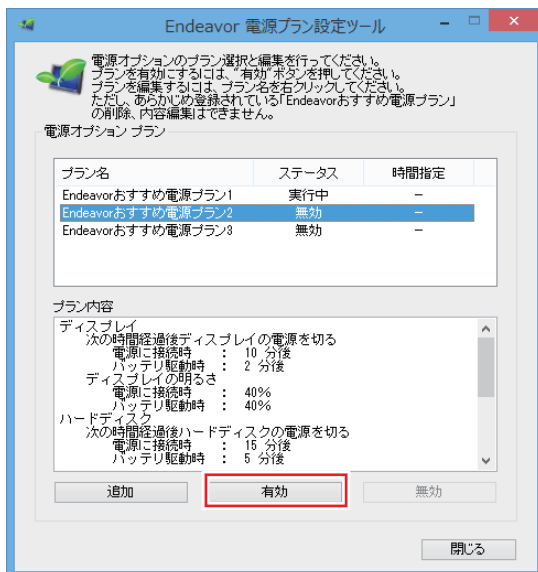 Endeavor 電源プラン設定ツール
電源オプションのプラン選択と編集を行ってください。
プランを有効にするには、"有効"ボタンを押してください。
プランを編集するには、プラン名を右クリックしてください。
ただし、あらかじめ登録されている「Endeavorおすすめ電源プラン」
の削除、内容編集はできません。
電源オプション プラン
プラン名 ステータス 時間指定
Endeavorおすすめ電源プラン1 実行中 −
Endeavorおすすめ電源プラン2 無効 −
Endeavorおすすめ電源プラン3 無効 −
プラン内容
ディスプレイ
次の時間経過後ディスプレイの電源を切る
電源に接続時 : 10 分後
バッテリ駆動時 : 2 分後
ディスプレイの明るさ
電源に接続時 : 40%
バッテリ駆動時 : 40%
ハードディスク
次の時間経過後ハードディスクの電源を切る
電源に接続時 : 15 分後
バッテリ駆動時 : 5 分後
追加 有効 無効
閉じる